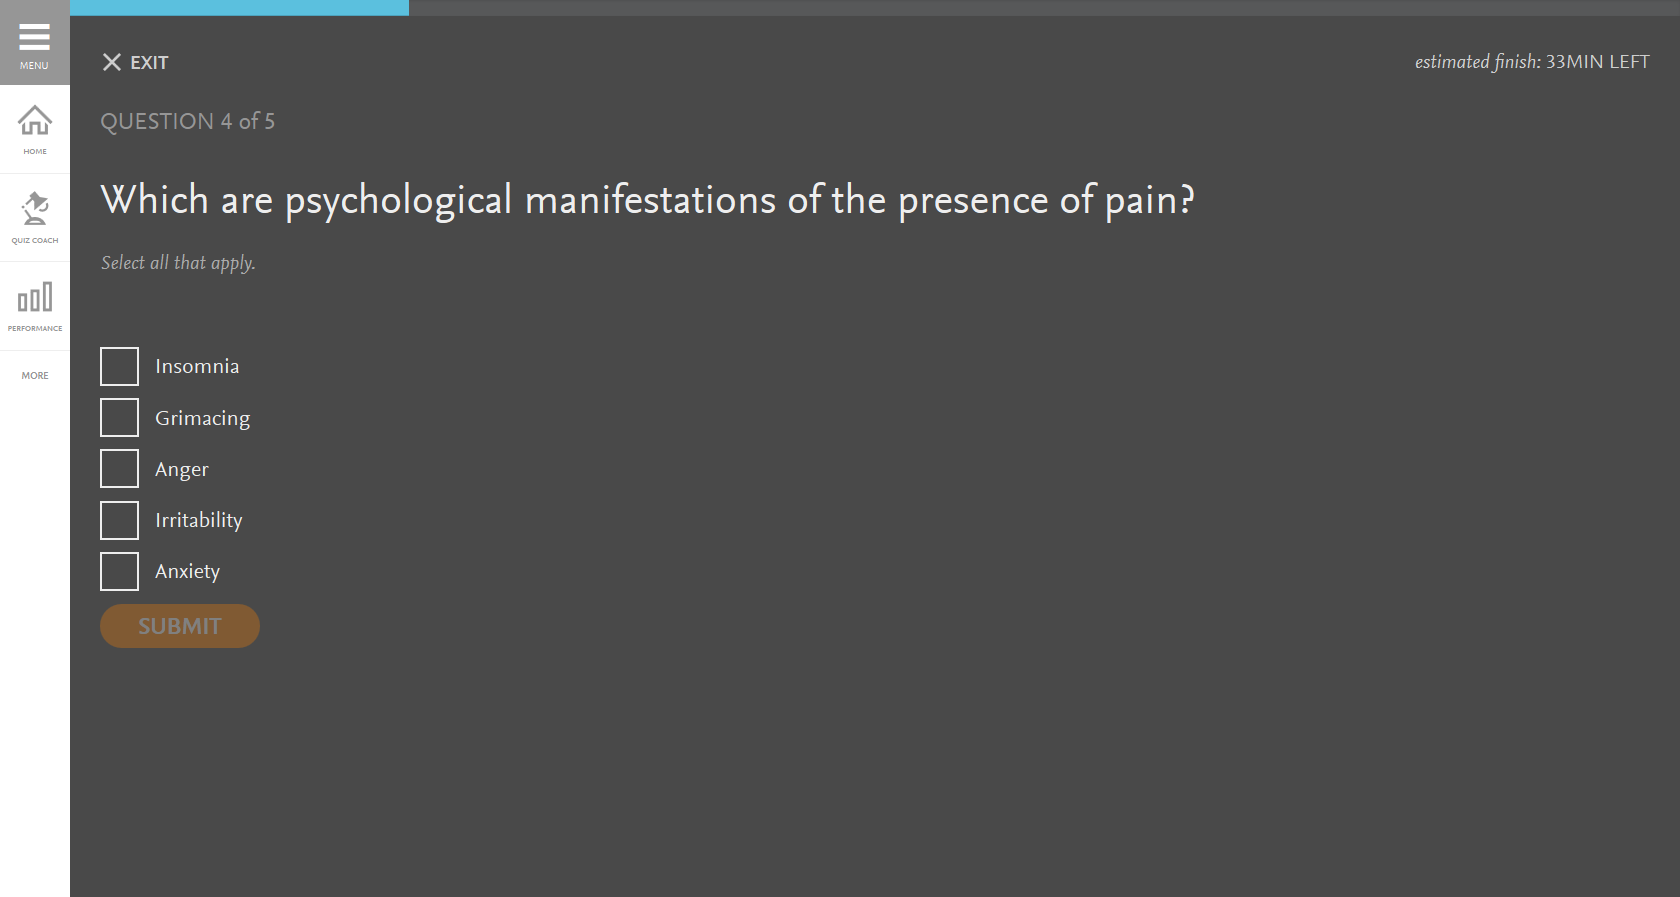 MENU
HOME
QUIZ COACH
PERFORMANCE
MORE
EXIT
estimated finish: 33MIN LEFT
QUESTION 4 of 5
Which are psychological manifestations of the presence of pain?
Select all that apply.
Insomnia
Grimacing
Anger
Irritability
Anxiety
SUBMIT